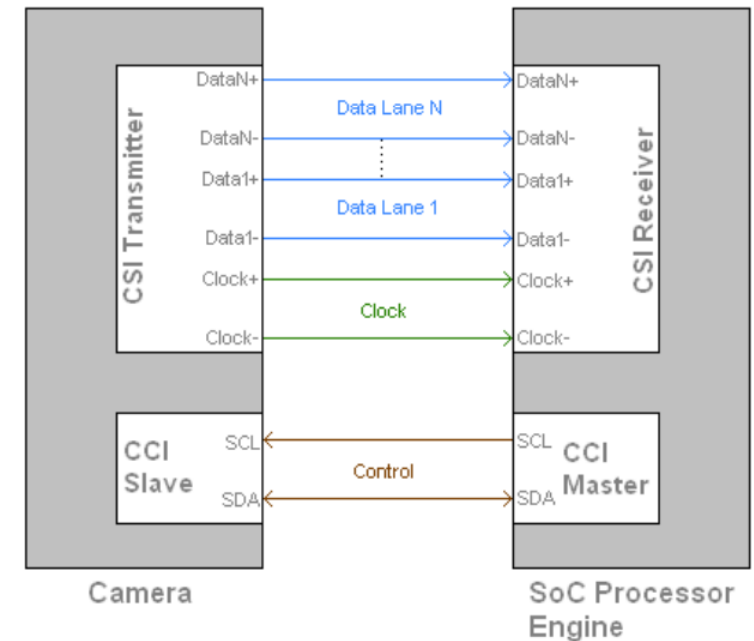 CSI Transmitter
DataN+
DataN-
Data1+
Data1-
Clock+
Clock-
Data Lane N
Data Lane 1
Clock
DataN+
DataN-
Data1+
Data1-
Clock+
Clock-
CSI Receiver
CCI
Slave
SCL
SDA
Control
SCL
SDA
CCI
Master
Camera
SoC Processor
Engine